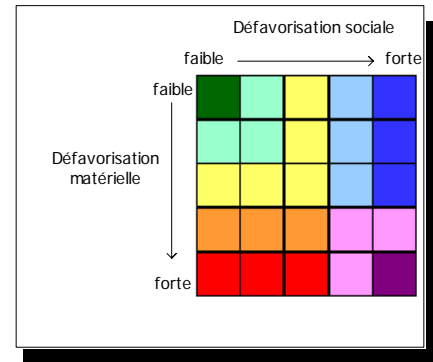 Défavorisation sociale
faible
forte
faible
Défavorisation
matérielle
forte